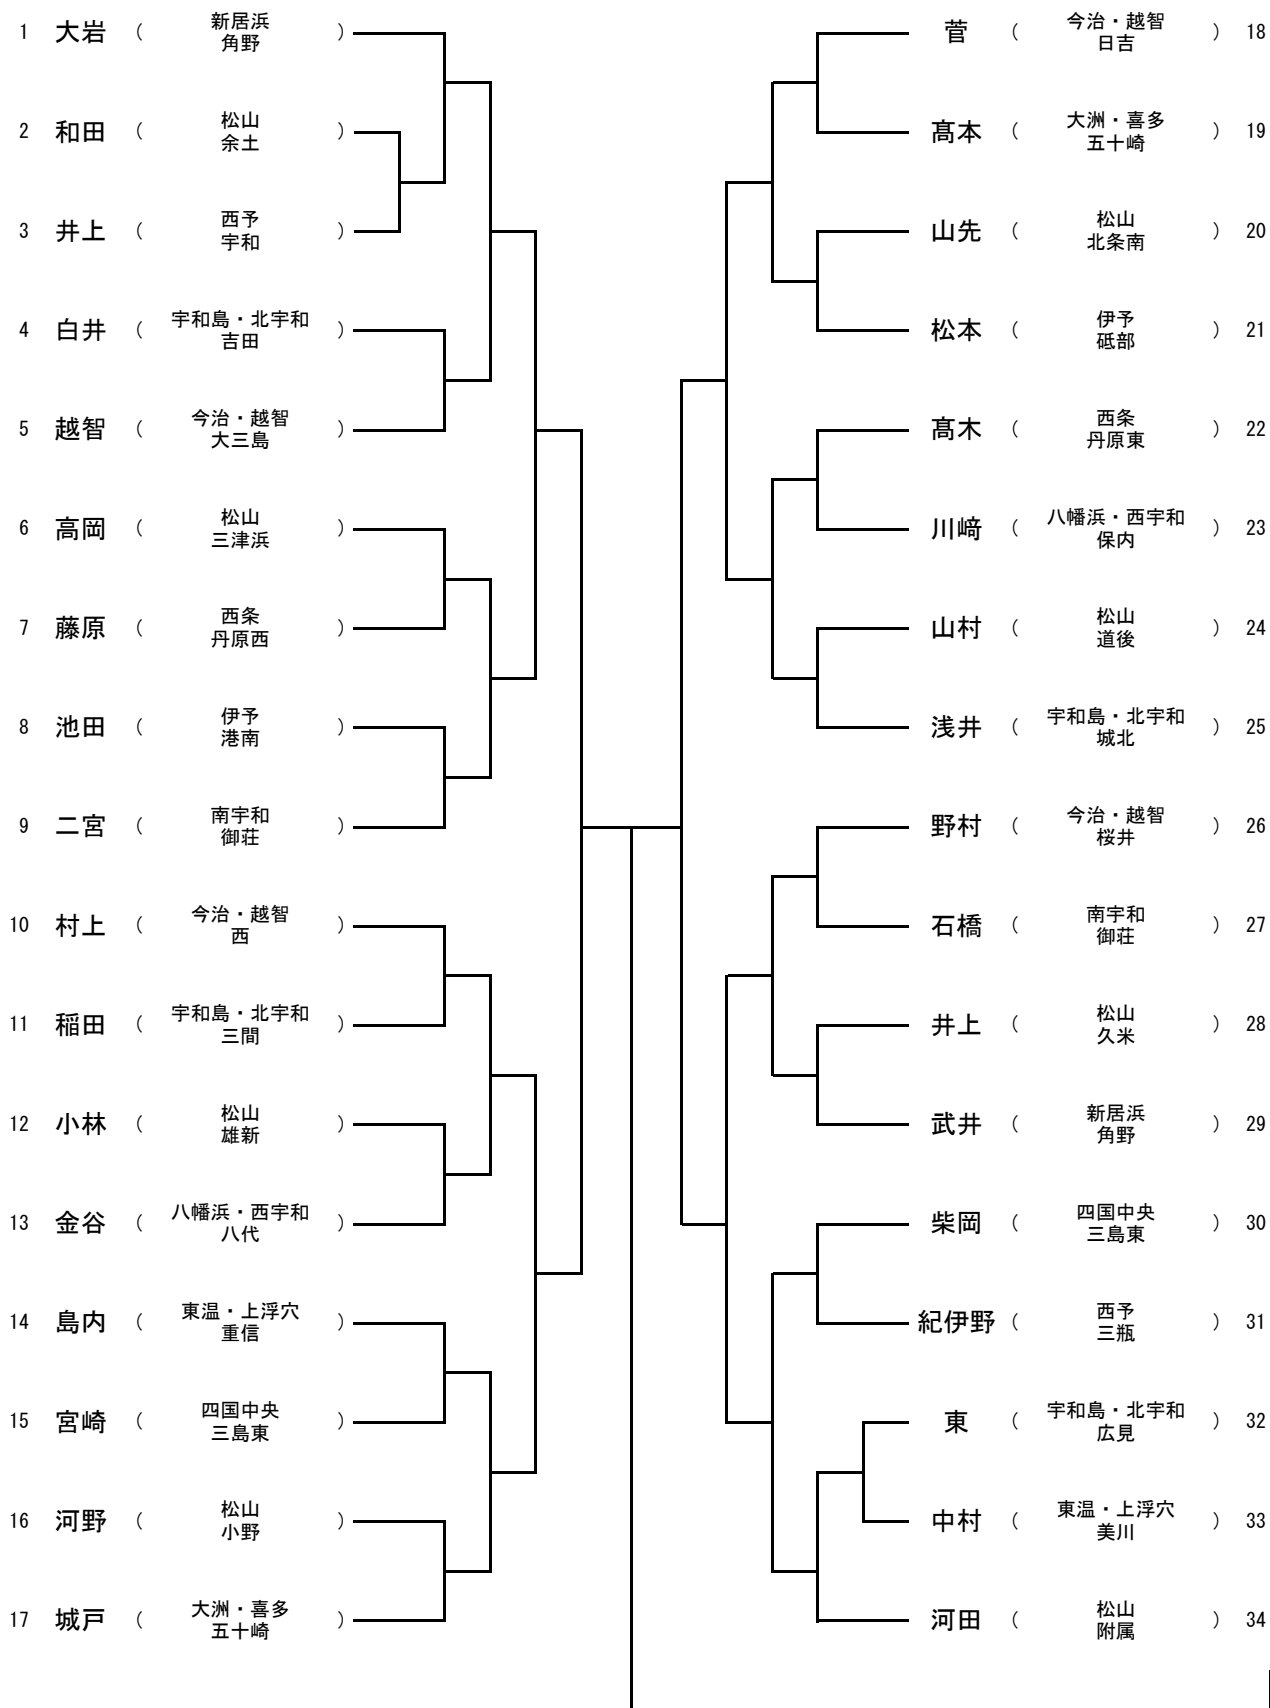 1 大岩 ( 新居浜 角野 )
2 和田 ( 松山 余土 )
3 井上 ( 西予 宇和 )
4 白井 ( 宇和島・北宇和 吉田 )
5 越智 ( 今治・越智 大三島 )
6 高岡 ( 松山 三津浜 )
7 藤原 ( 西条 丹原西 )
8 池田 ( 伊予 港南 )
9 二宮 ( 南宇和 御荘 )
10 村上 ( 今治・越智 西 )
11 稲田 ( 宇和島・北宇和 三間 )
12 小林 ( 松山 雄新 )
13 金谷 ( 八幡浜・西宇和 八代 )
14 島内 ( 東温・上浮穴 重信 )
15 宮崎 ( 四国中央 三島東 )
16 河野 ( 松山 小野 )
17 城戸 ( 大洲・喜多 五十崎 )
菅 ( 今治・越智 日吉 ) 18
髙本 ( 大洲・喜多 五十崎 ) 19
山先 ( 松山 北条南 ) 20
松本 ( 伊予 砥部 ) 21
髙木 ( 西条 丹原東 ) 22
川﨑 ( 八幡浜・西宇和 保内 ) 23
山村 ( 松山 道後 ) 24
浅井 ( 宇和島・北宇和 城北 ) 25
野村 ( 今治・越智 桜井 ) 26
石橋 ( 南宇和 御荘 ) 27
井上 ( 松山 久米 ) 28
武井 ( 新居浜 角野 ) 29
柴岡 ( 四国中央 三島東 ) 30
紀伊野 ( 西予 三瓶 ) 31
東 ( 宇和島・北宇和 広見 ) 32
中村 ( 東温・上浮穴 美川 ) 33
河田 ( 松山 附属 ) 34